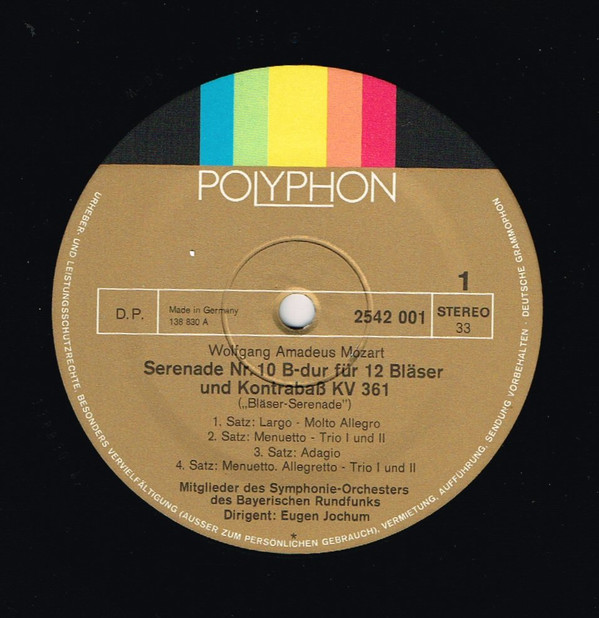 POLYPHON
1
D.P.
Made in Germany
138 830 A
2542 001
STEREO
33
Wolfgang Amadeus Mozart
Serenade Nr. 10 B-dur für 12 Bläser
und Kontrabaß KV 361
(„Bläser-Serenade")
1. Satz: Largo - Molto Allegro
2. Satz: Menuetto - Trio I und II
3. Satz: Adagio
4. Satz: Menuetto. Allegretto - Trio I und II
Mitglieder des Symphonie-Orchesters
des Bayerischen Rundfunks
Dirigent: Eugen Jochum
URHEBER- UND LEISTUNGSSCHUTZRECHTE, BESONDERS VERVIELFÄLTIGUNG (AUSSER ZUM PERSÖNLICHEN GEBRAUCH), VERMIETUNG, AUFFÜHRUNG, SENDUNG VORBEHALTEN · DEUTSCHE GRAMMOPHON